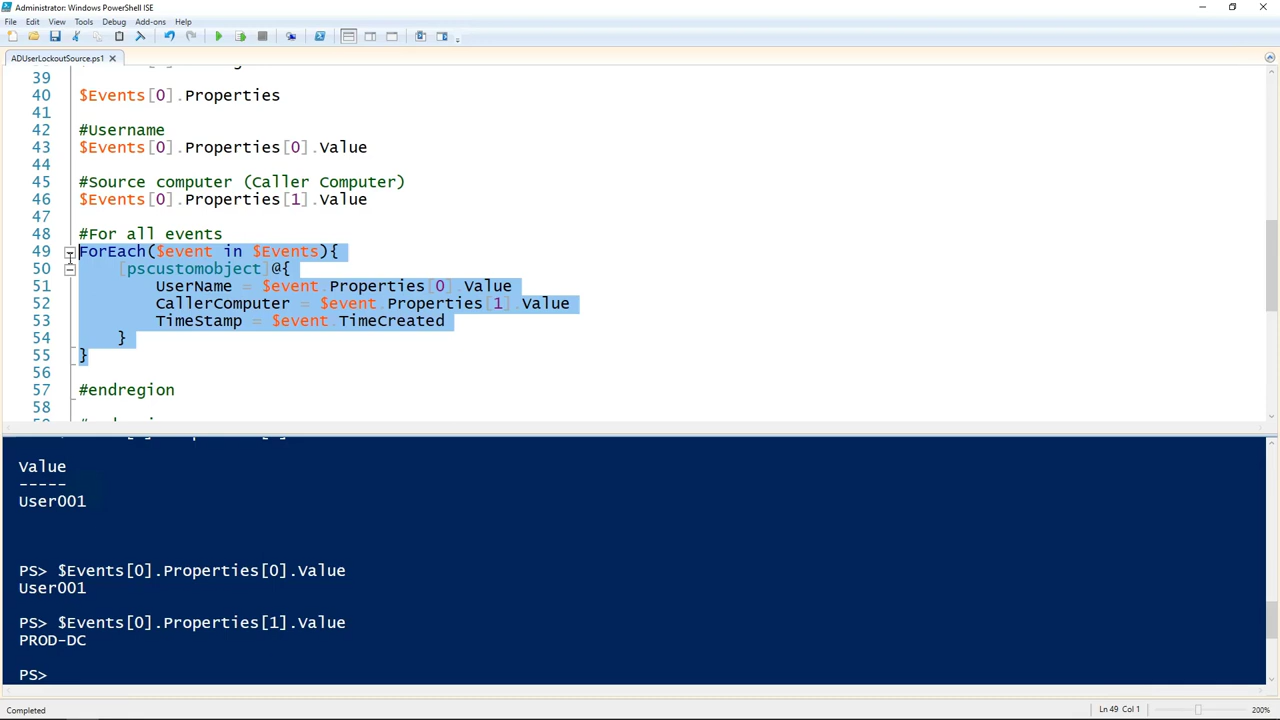 Administrator: Windows PowerShell ISE
File Edit View Tools Debug Add-ons Help
ADUserLockoutSource.ps1
39
40 $Events[0].Properties
41
42 #Username
43 $Events[0].Properties[0].Value
44
45 #Source computer (Caller Computer)
46 $Events[0].Properties[1].Value
47
48 #For all events
49 ForEach($event in $Events){
50 [pscustomobject]@{
51 UserName = $event.Properties[0].Value
52 CallerComputer = $event.Properties[1].Value
53 TimeStamp = $event.TimeCreated
54 }
55 }
56
57 #endregion
58
Value
-----
User001
PS> $Events[0].Properties[0].Value
User001
PS> $Events[0].Properties[1].Value
PROD-DC
PS>
Completed Ln 49 Col 1 200%